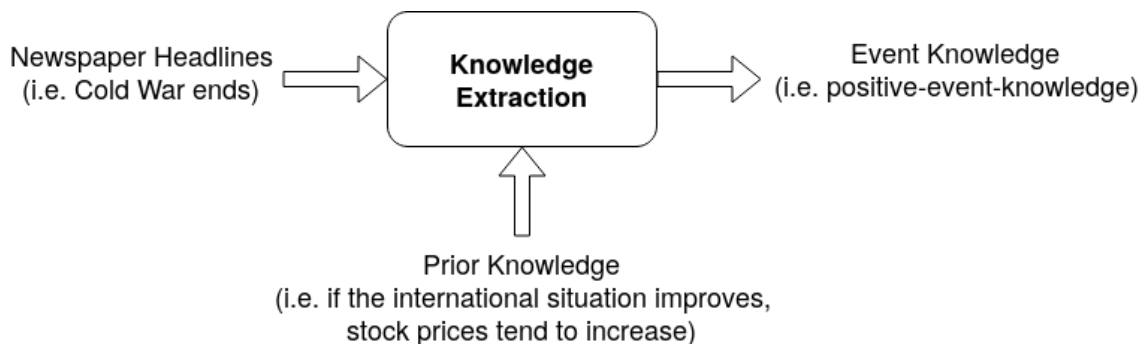 Newspaper Headlines
(i.e. Cold War ends)
Knowledge
Extraction
Event Knowledge
(i.e. positive-event-knowledge)
Prior Knowledge
(i.e. if the international situation improves,
stock prices tend to increase)